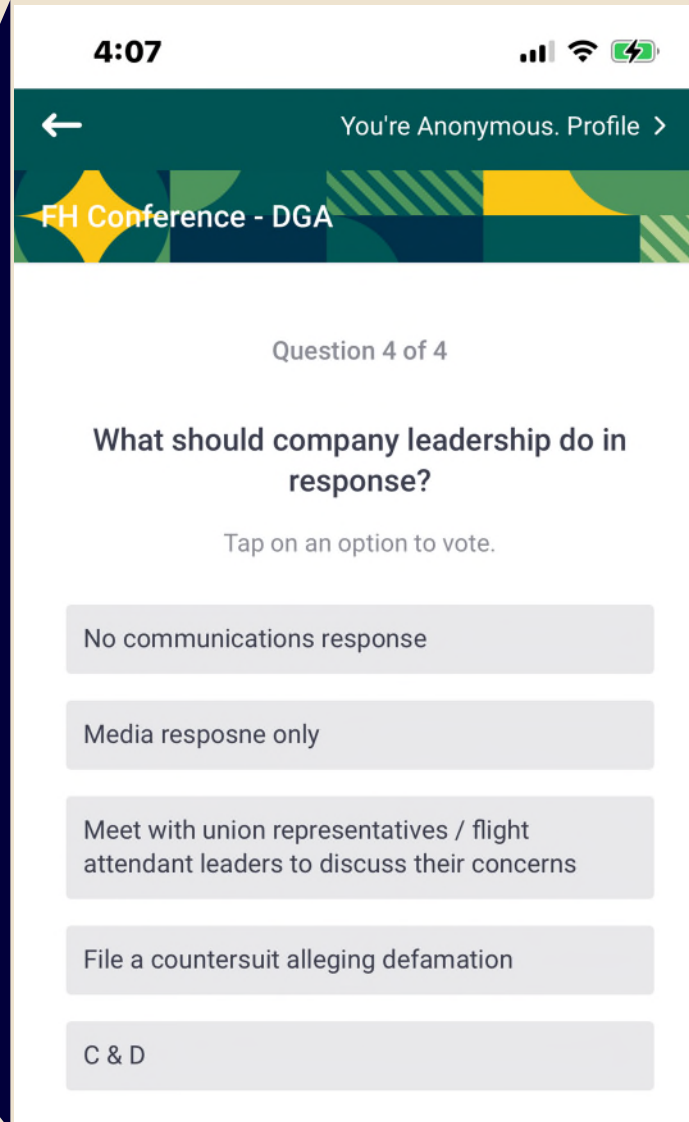 4:07
You're Anonymous. Profile >
FH Conference - DGA
Question 4 of 4
What should company leadership do in
response?
Tap on an option to vote.
No communications response
Media resposne only
Meet with union representatives / flight
attendant leaders to discuss their concerns
File a countersuit alleging defamation
C & D